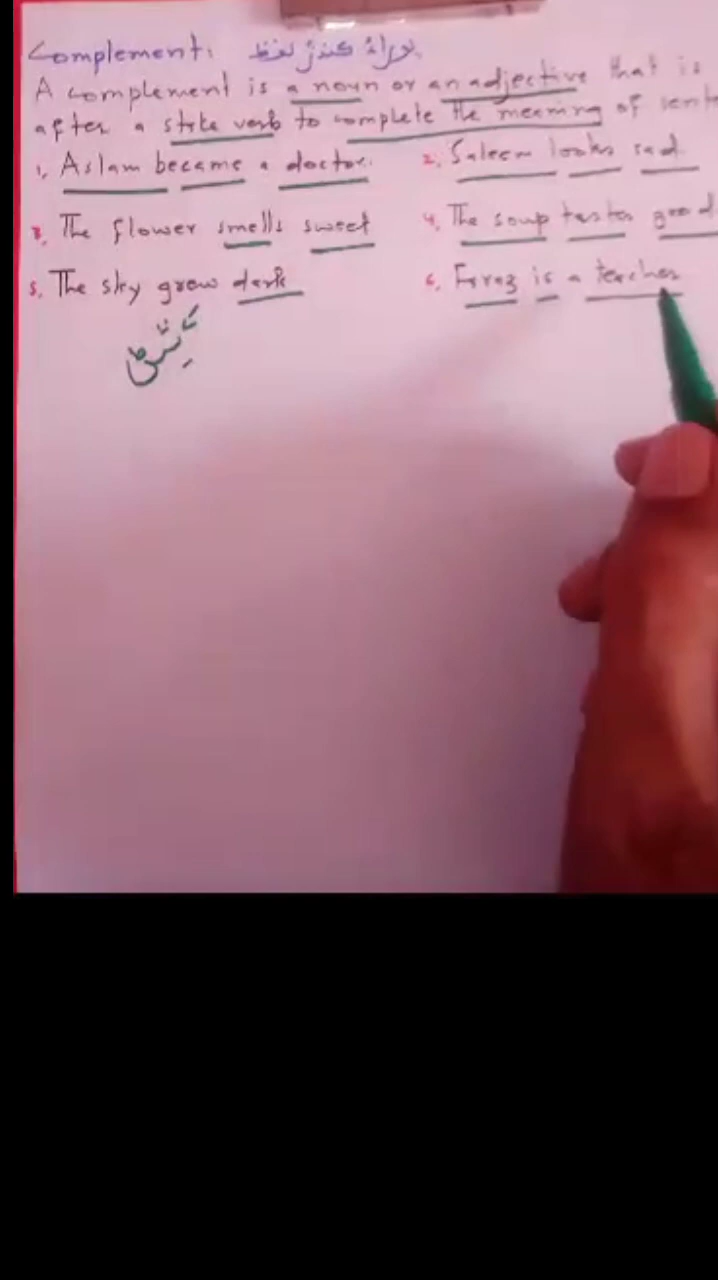 Complement:
A complement is a noun or an adjective that is
after a state verb to complete the meaning of sent
1, Aslam became a doctor. 2, Saleem looks sad
3, The flower smells sweet 4, The soup tastes good
5, The sky grew dark 6, Faraz is a teacher